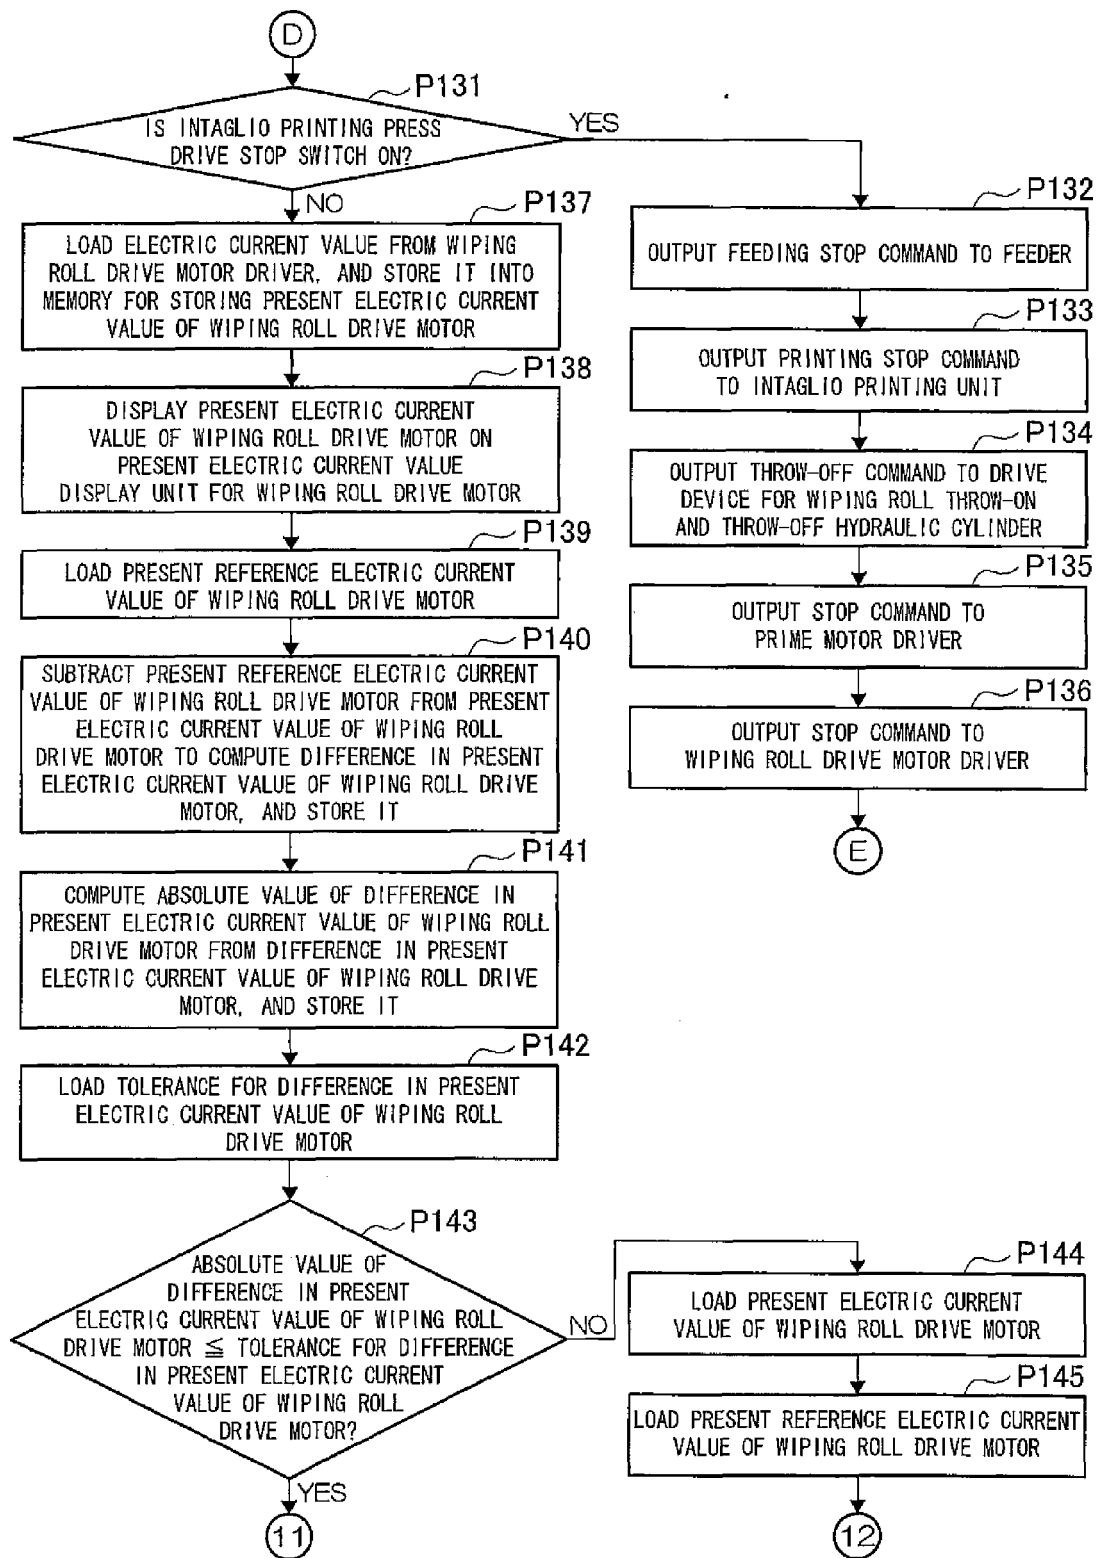 D
P131
IS INTAGLIO PRINTING PRESS
DRIVE STOP SWITCH ON?
YES
NO
P137
LOAD ELECTRIC CURRENT VALUE FROM WIPING
ROLL DRIVE MOTOR DRIVER, AND STORE IT INTO
MEMORY FOR STORING PRESENT ELECTRIC CURRENT
VALUE OF WIPING ROLL DRIVE MOTOR
P138
DISPLAY PRESENT ELECTRIC CURRENT
VALUE OF WIPING ROLL DRIVE MOTOR ON
PRESENT ELECTRIC CURRENT VALUE
DISPLAY UNIT FOR WIPING ROLL DRIVE MOTOR
P139
LOAD PRESENT REFERENCE ELECTRIC CURRENT
VALUE OF WIPING ROLL DRIVE MOTOR
P140
SUBTRACT PRESENT REFERENCE ELECTRIC CURRENT
VALUE OF WIPING ROLL DRIVE MOTOR FROM PRESENT
ELECTRIC CURRENT VALUE OF WIPING ROLL
DRIVE MOTOR TO COMPUTE DIFFERENCE IN PRESENT
ELECTRIC CURRENT VALUE OF WIPING ROLL DRIVE
MOTOR, AND STORE IT
P141
COMPUTE ABSOLUTE VALUE OF DIFFERENCE IN
PRESENT ELECTRIC CURRENT VALUE OF WIPING ROLL
DRIVE MOTOR FROM DIFFERENCE IN PRESENT
ELECTRIC CURRENT VALUE OF WIPING ROLL DRIVE
MOTOR, AND STORE IT
P142
LOAD TOLERANCE FOR DIFFERENCE IN PRESENT
ELECTRIC CURRENT VALUE OF WIPING ROLL
DRIVE MOTOR
P143
ABSOLUTE VALUE OF
DIFFERENCE IN PRESENT
ELECTRIC CURRENT VALUE OF WIPING ROLL
DRIVE MOTOR ≦ TOLERANCE FOR DIFFERENCE
IN PRESENT ELECTRIC CURRENT
VALUE OF WIPING ROLL
DRIVE MOTOR?
NO
YES
11
P132
OUTPUT FEEDING STOP COMMAND TO FEEDER
P133
OUTPUT PRINTING STOP COMMAND
TO INTAGLIO PRINTING UNIT
P134
OUTPUT THROW-OFF COMMAND TO DRIVE
DEVICE FOR WIPING ROLL THROW-ON
AND THROW-OFF HYDRAULIC CYLINDER
P135
OUTPUT STOP COMMAND TO
PRIME MOTOR DRIVER
P136
OUTPUT STOP COMMAND TO
WIPING ROLL DRIVE MOTOR DRIVER
E
P144
LOAD PRESENT ELECTRIC CURRENT
VALUE OF WIPING ROLL DRIVE MOTOR
P145
LOAD PRESENT REFERENCE ELECTRIC CURRENT
VALUE OF WIPING ROLL DRIVE MOTOR
12